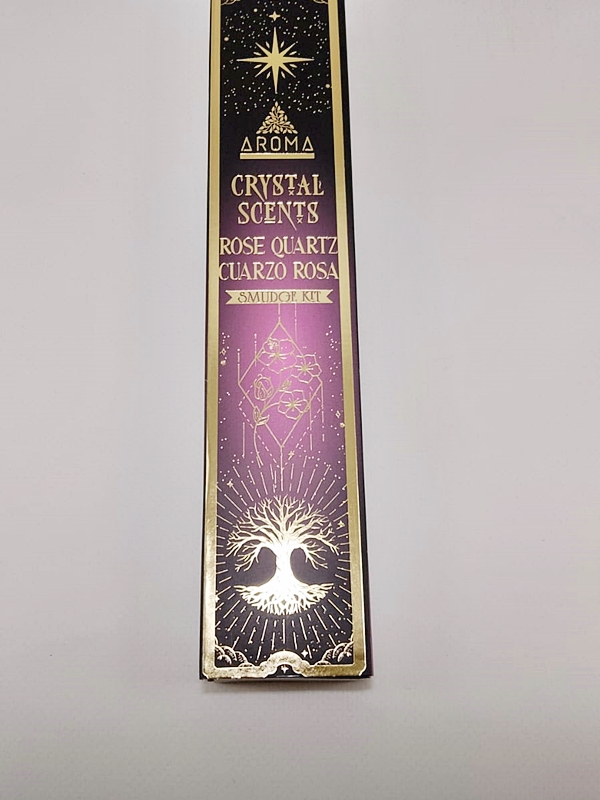 AROMA
CRYSTAL
SCENTS
ROSE QUARTZ
CUARZO ROSA
SMUDGE KIT